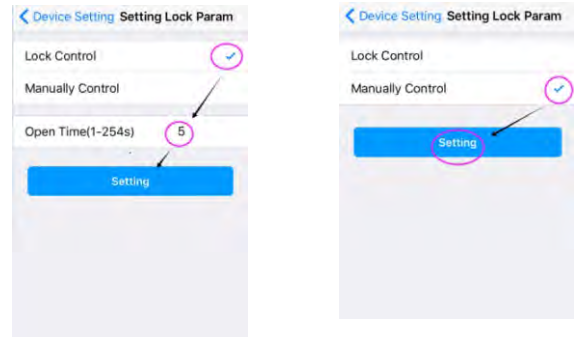 Device Setting Setting Lock Param
Lock Control
Manually Control
Open Time(1-254s) 5
Setting
Device Setting Setting Lock Param
Lock Control
Manually Control
Setting